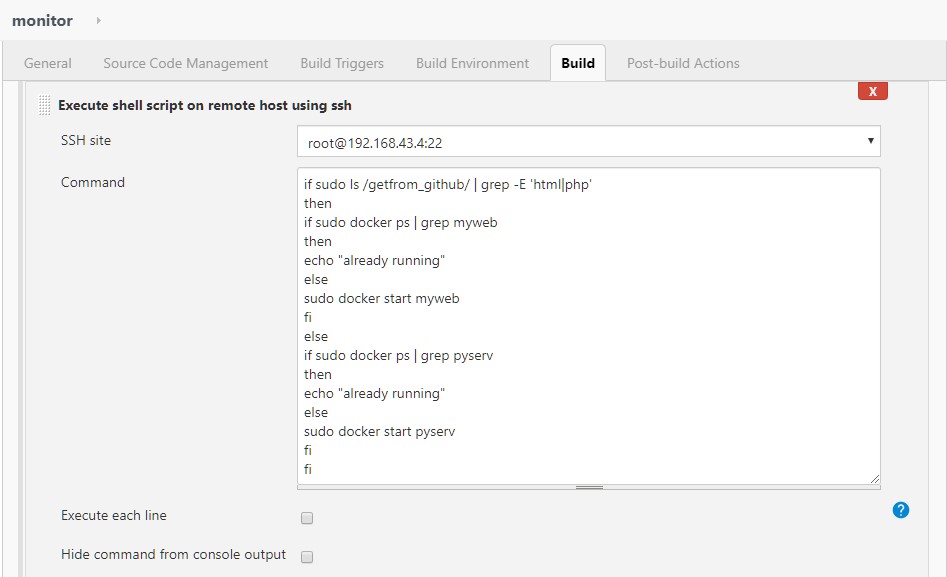 monitor
General
Source Code Management
Build Triggers
Build Environment
Build
Post-build Actions
Execute shell script on remote host using ssh
X
SSH site
root@192.168.43.4:22
Command
if sudo ls /getfrom_github/ | grep -E 'html|php'
then
if sudo docker ps | grep myweb
then
echo "already running"
else
sudo docker start myweb
fi
else
if sudo docker ps | grep pyserv
then
echo "already running"
else
sudo docker start pyserv
fi
fi
Execute each line
?
Hide command from console output